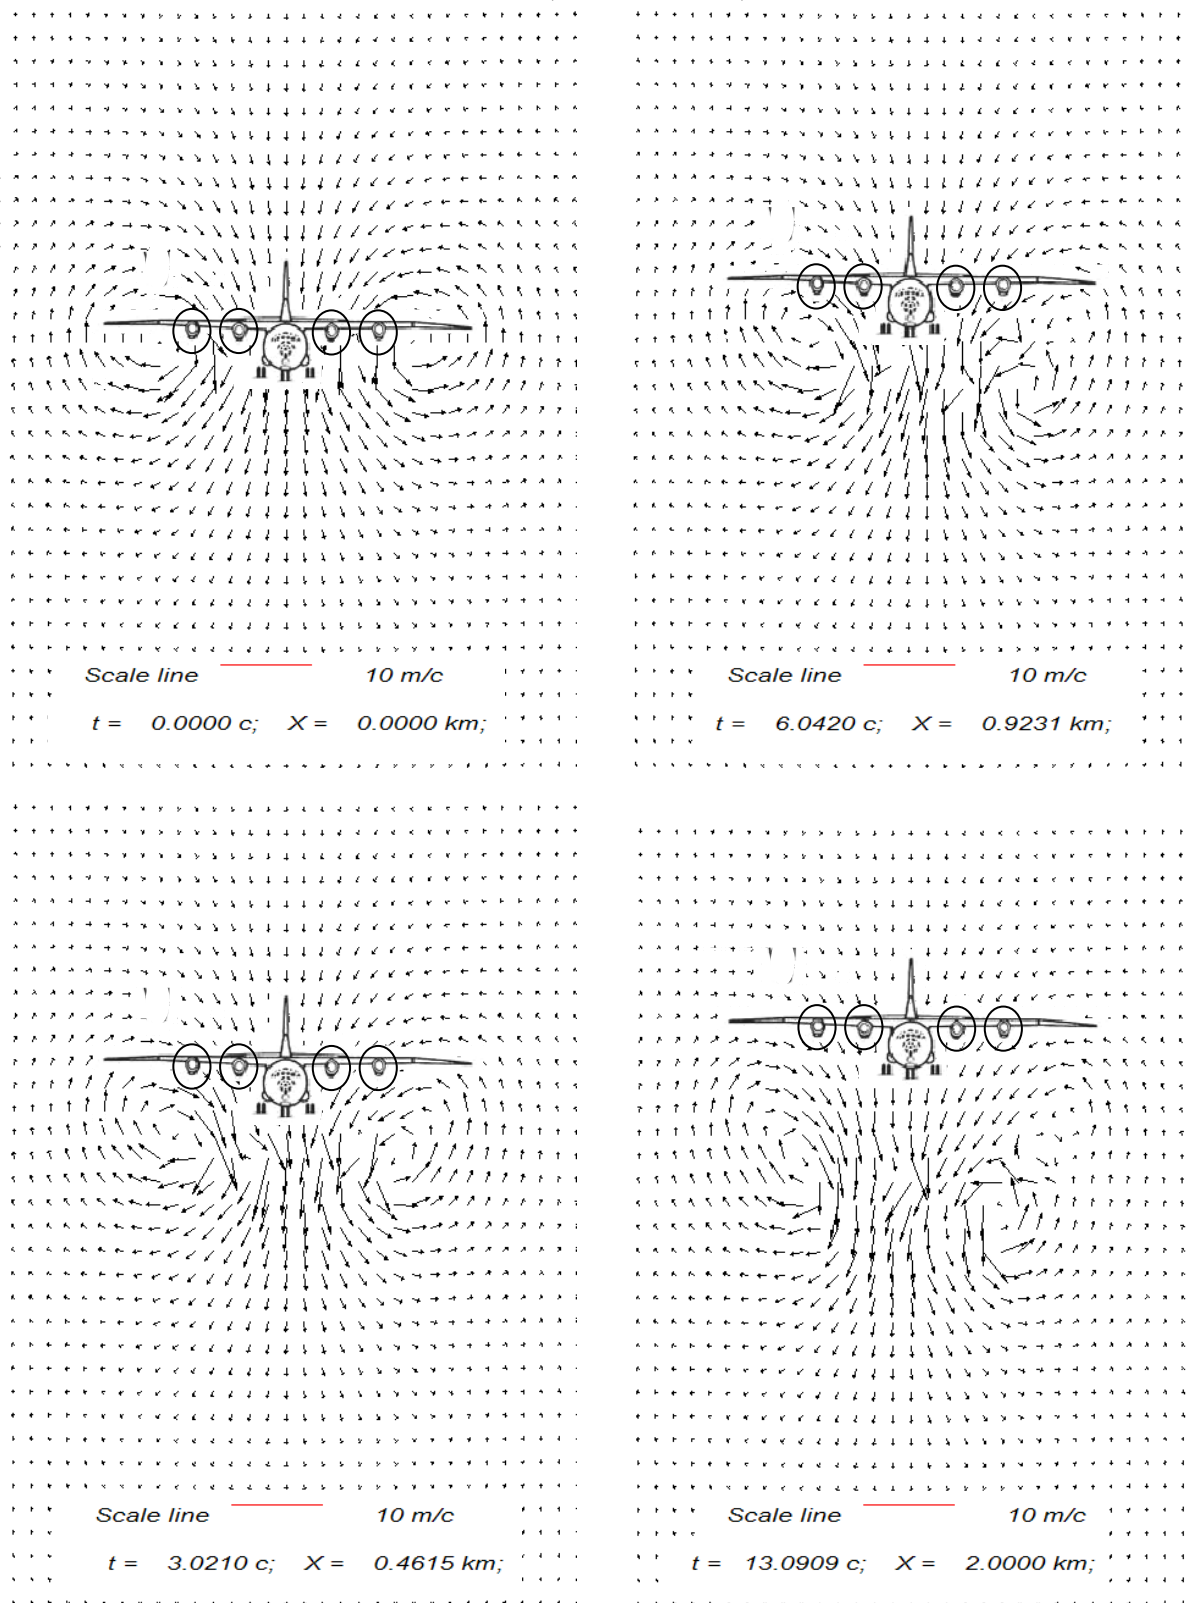 Scale line 10 m/c
t = 0.0000 c; X = 0.0000 km;
Scale line 10 m/c
t = 6.0420 c; X = 0.9231 km;
Scale line 10 m/c
t = 3.0210 c; X = 0.4615 km;
Scale line 10 m/c
t = 13.0909 c; X = 2.0000 km;